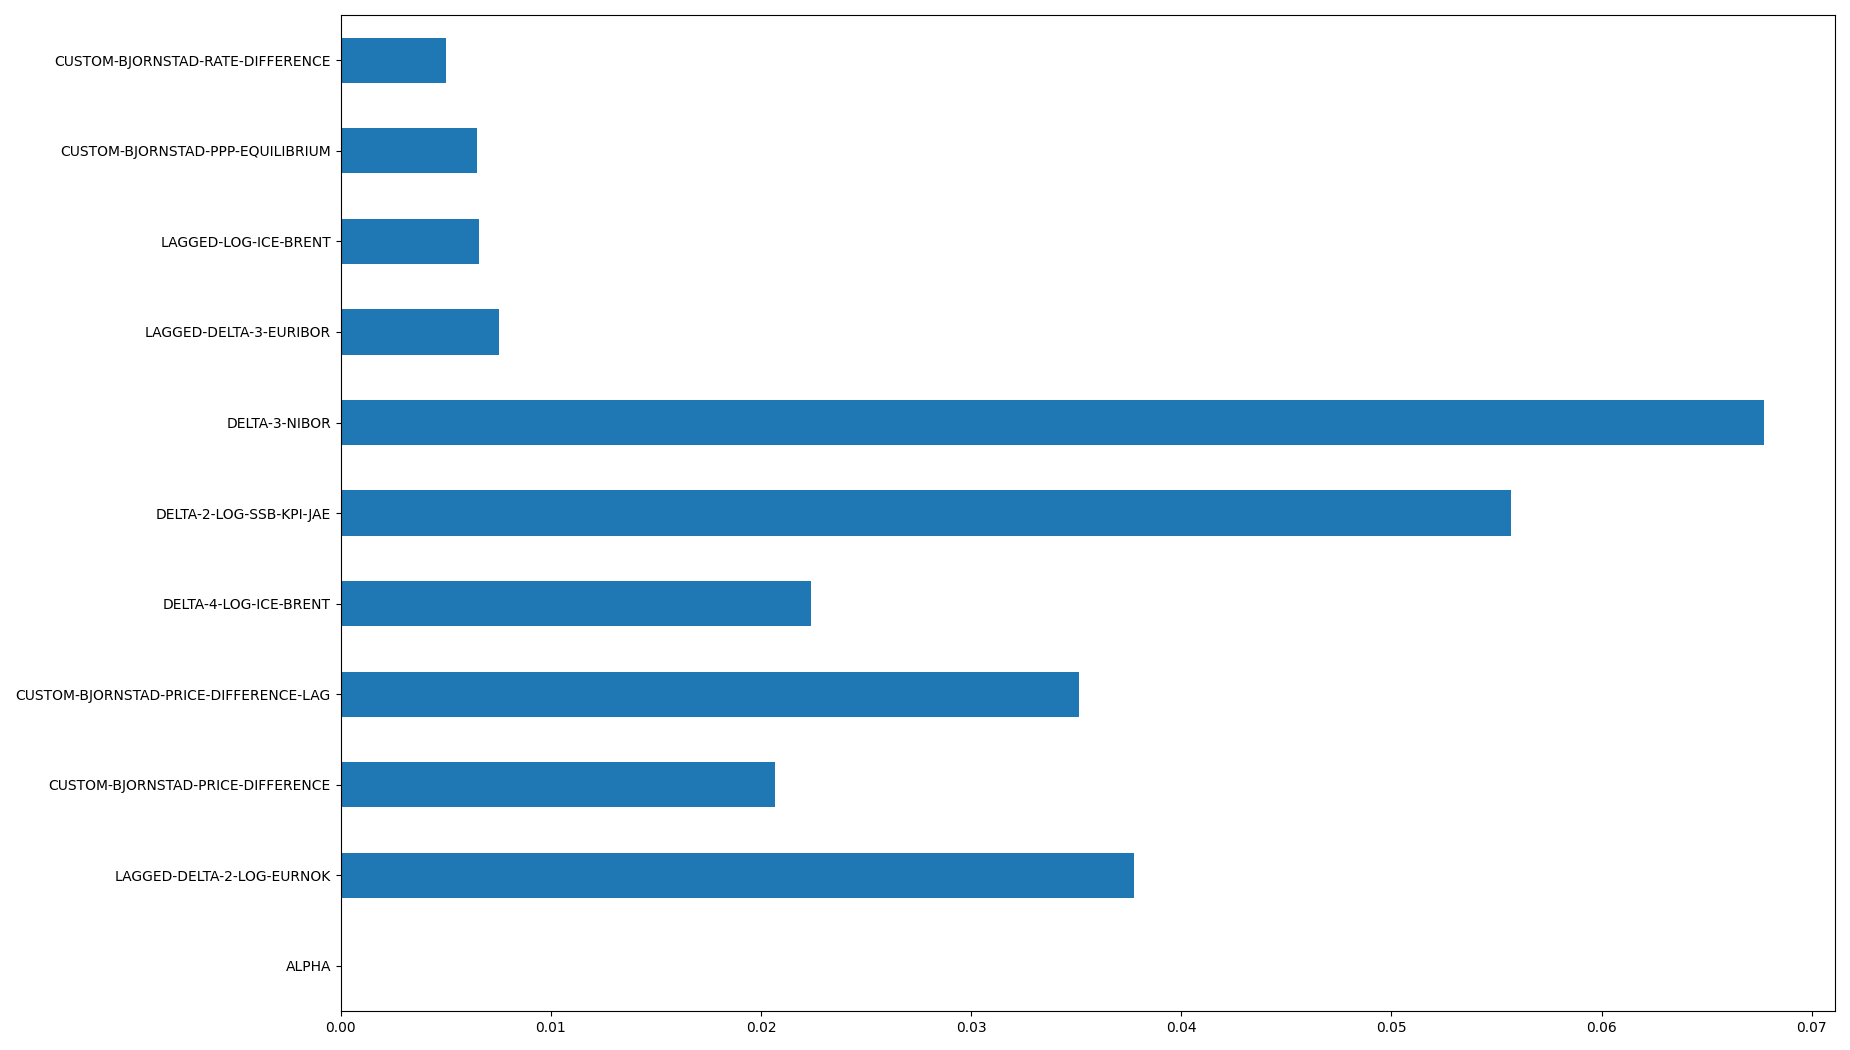 CUSTOM-BJORNSTAD-RATE-DIFFERENCE
CUSTOM-BJORNSTAD-PPP-EQUILIBRIUM
LAGGED-LOG-ICE-BRENT
LAGGED-DELTA-3-EURIBOR
DELTA-3-NIBOR
DELTA-2-LOG-SSB-KPI-JAE
DELTA-4-LOG-ICE-BRENT
CUSTOM-BJORNSTAD-PRICE-DIFFERENCE-LAG
CUSTOM-BJORNSTAD-PRICE-DIFFERENCE
LAGGED-DELTA-2-LOG-EURNOK
ALPHA
0.00 0.01 0.02 0.03 0.04 0.05 0.06 0.07